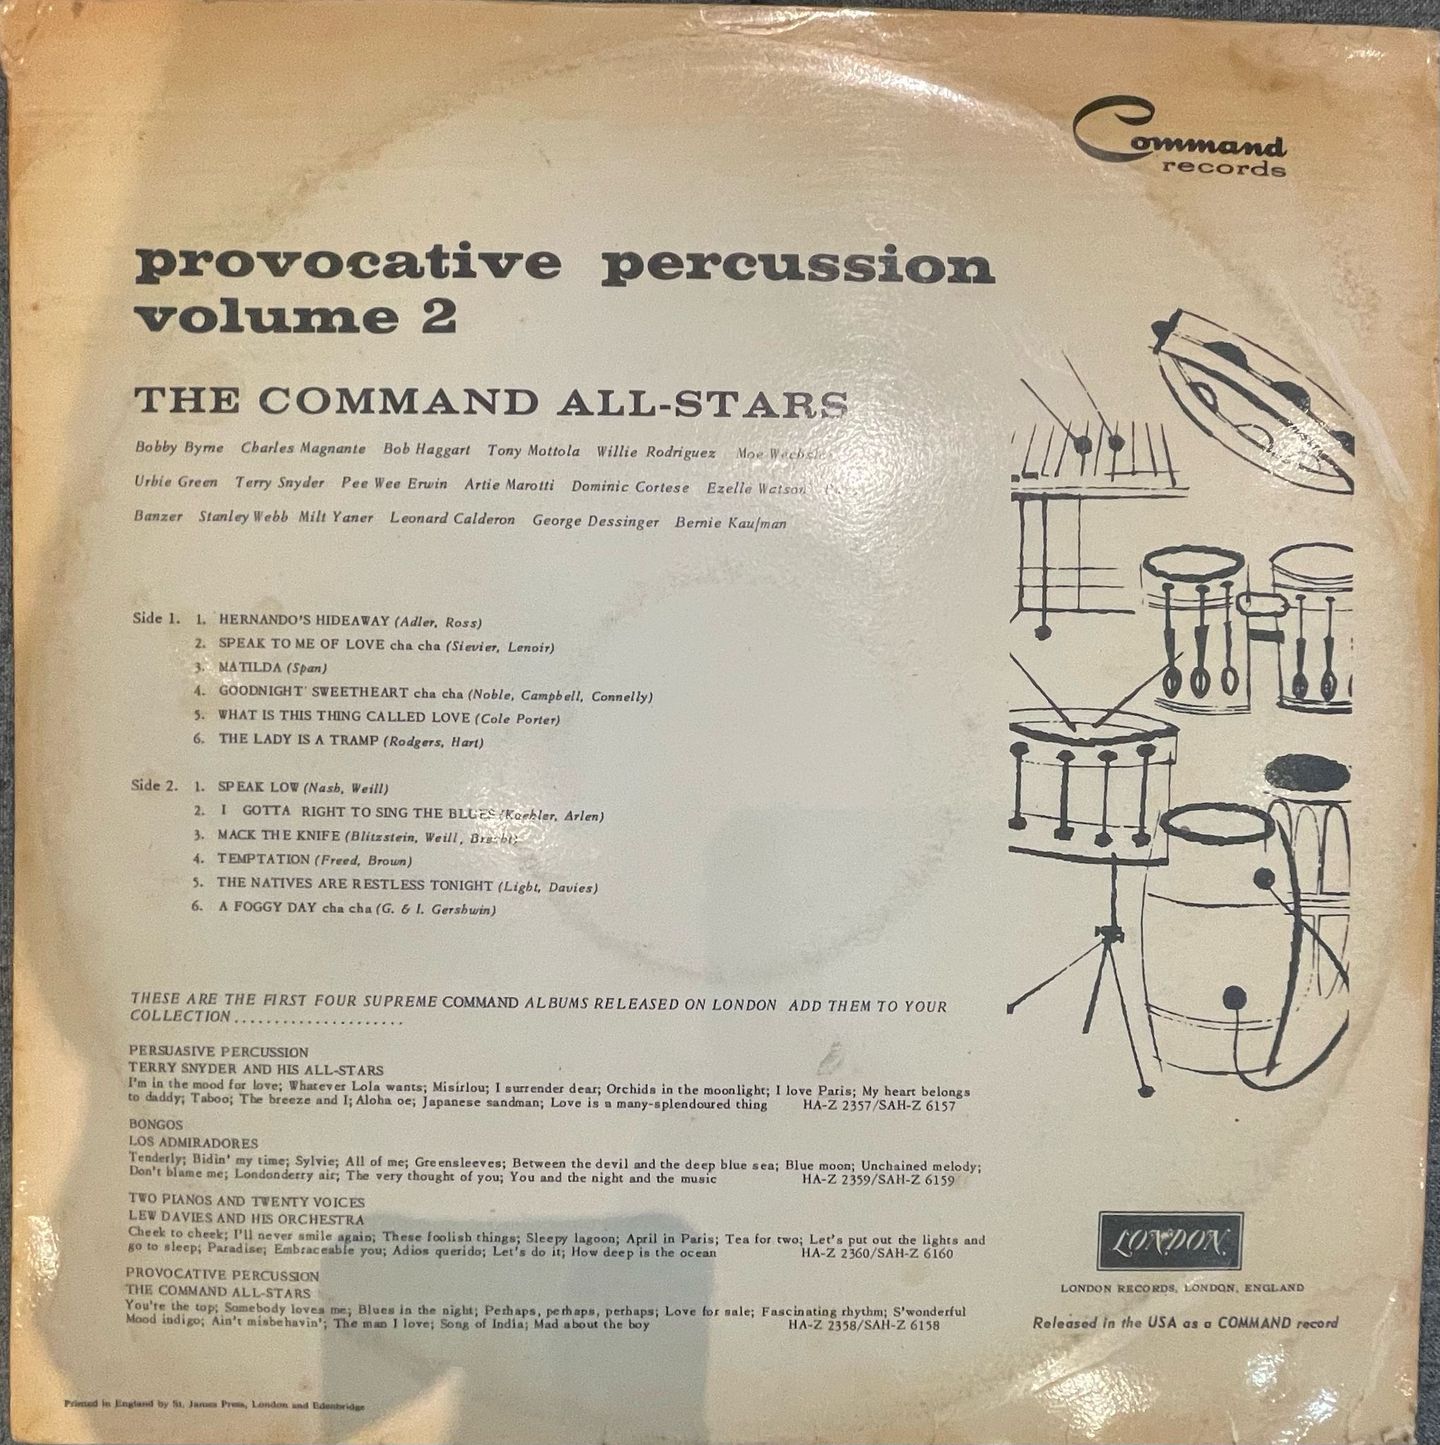 Command
records
provocative percussion
volume 2
THE COMMAND ALL-STARS
Bobby Byrne Charles Magnante Bob Haggart Tony Mottola Willie Rodriguez Moe Wechsler
Urbie Green Terry Snyder Pee Wee Erwin Artie Marotti Dominic Cortese Ezelle Watson
Banzer Stanley Webb Milt Yaner Leonard Calderon George Dessinger Bernie Kaufman
Side 1. 1. HERNANDO'S HIDEAWAY (Adler, Ross)
2. SPEAK TO ME OF LOVE cha cha (Sievier, Lenoir)
3. MATILDA (Span)
4. GOODNIGHT SWEETHEART cha cha (Noble, Campbell, Connelly)
5. WHAT IS THIS THING CALLED LOVE (Cole Porter)
6. THE LADY IS A TRAMP (Rodgers, Hart)
Side 2. 1. SPEAK LOW (Nash, Weill)
2. I GOTTA RIGHT TO SING THE BLUES (Koehler, Arlen)
3. MACK THE KNIFE (Blitzstein, Weill, Brecht)
4. TEMPTATION (Freed, Brown)
5. THE NATIVES ARE RESTLESS TONIGHT (Light, Davies)
6. A FOGGY DAY cha cha (G. & I. Gershwin)
THESE ARE THE FIRST FOUR SUPREME COMMAND ALBUMS RELEASED ON LONDON ADD THEM TO YOUR
COLLECTION.....................
PERSUASIVE PERCUSSION
TERRY SNYDER AND HIS ALL-STARS
I'm in the mood for love; Whatever Lola wants; Misirlou; I surrender dear; Orchids in the moonlight; I love Paris; My heart belongs
to daddy; Taboo; The breeze and I; Aloha oe; Japanese sandman; Love is a many-splendoured thing HA-Z 2357/SAH-Z 6157
BONGOS
LOS ADMIRADORES
Tenderly; Bidin' my time; Sylvie; All of me; Greensleeves; Between the devil and the deep blue sea; Blue moon; Unchained melody;
Don't blame me; Londonderry air; The very thought of you; You and the night and the music HA-Z 2359/SAH-Z 6159
TWO PIANOS AND TWENTY VOICES
LEW DAVIES AND HIS ORCHESTRA
Cheek to cheek; I'll never smile again; These foolish things; Sleepy lagoon; April in Paris; Tea for two; Let's put out the lights and
go to sleep; Paradise; Embraceable you; Adios querido; Let's do it; How deep is the ocean HA-Z 2360/SAH-Z 6160
PROVOCATIVE PERCUSSION
THE COMMAND ALL-STARS
You're the top; Somebody loves me; Blues in the night; Perhaps, perhaps, perhaps; Love for sale; Fascinating rhythm; S'wonderful
Mood indigo; Ain't misbehavin'; The man I love; Song of India; Mad about the boy HA-Z 2358/SAH-Z 6158
LONDON
LONDON RECORDS, LONDON, ENGLAND
Released in the USA as a COMMAND record
Printed in England by St. James Press, London and Edenbridge